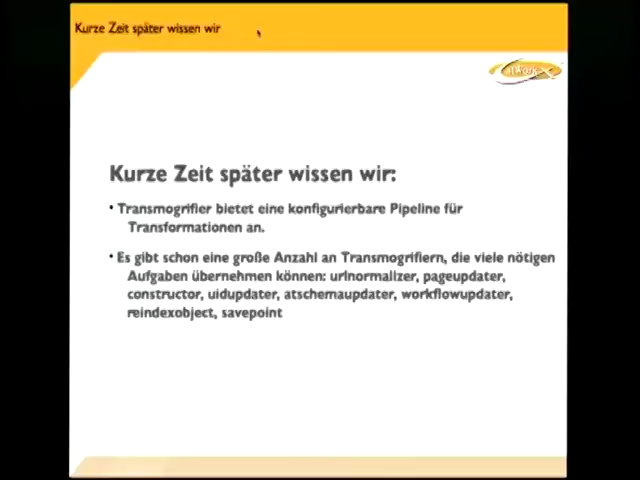 Kurze Zeit später wissen wir
Kurze Zeit später wissen wir:
• Transmogrifier bietet eine konfigurierbare Pipeline für
Transformationen an.
• Es gibt schon eine große Anzahl an Transmogrifiern, die viele nötigen
Aufgaben übernehmen können: urlnormalizer, pageupdater,
constructor, uidupdater, atschemaupdater, workflowupdater,
reindexobject, savepoint